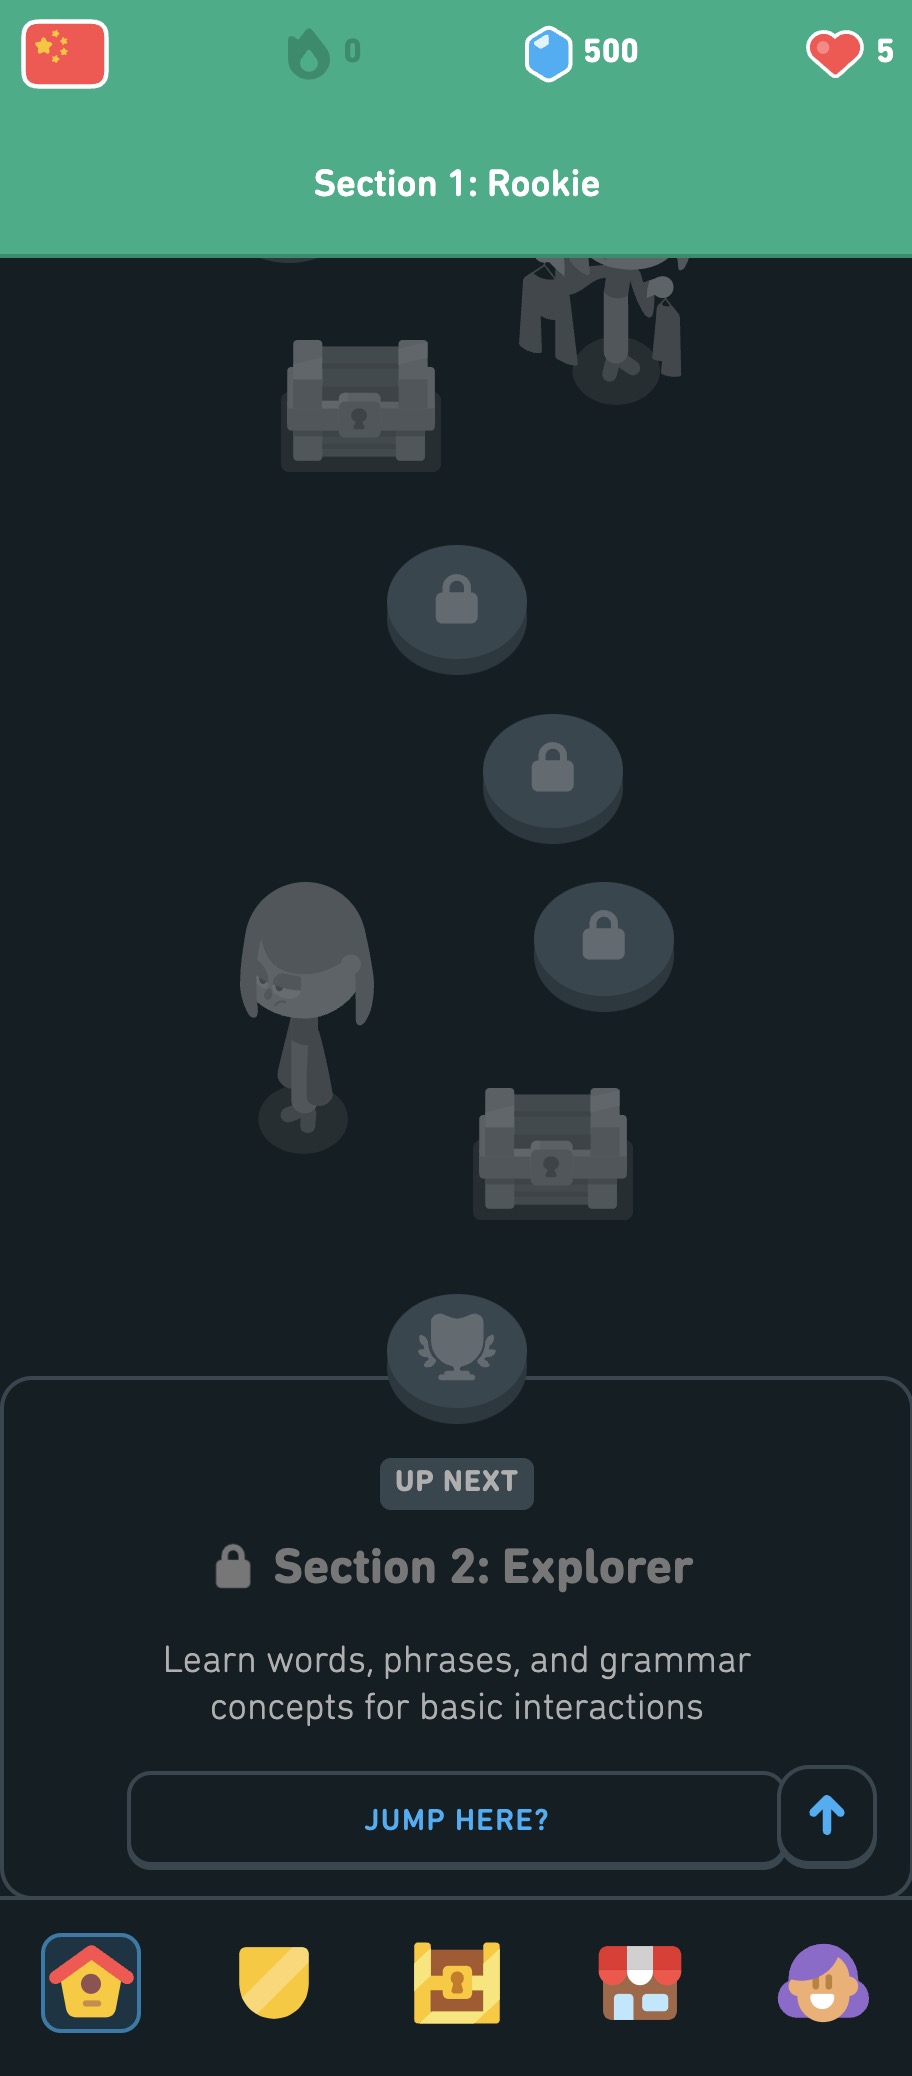 0
500
5
Section 1: Rookie
UP NEXT
Section 2: Explorer
Learn words, phrases, and grammar
concepts for basic interactions
JUMP HERE?